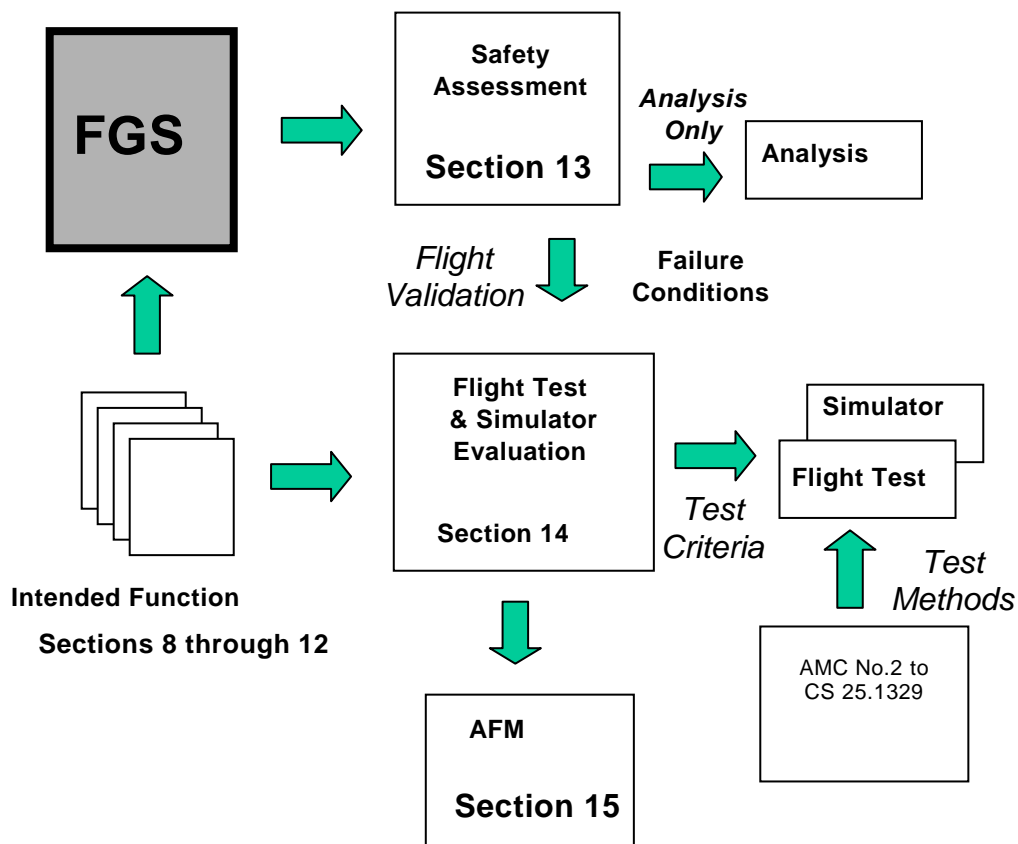 FGS
Safety
Assessment
Section 13
Analysis
Only
Analysis
Flight
Validation
Failure
Conditions
Intended Function
Sections 8 through 12
Flight Test
& Simulator
Evaluation
Section 14
Test
Criteria
Simulator
Flight Test
Test
Methods
AMC No.2 to
CS 25.1329
AFM
Section 15